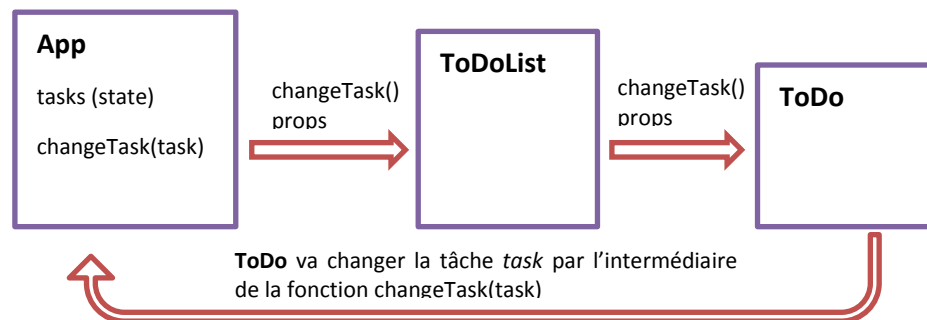 App
tasks (state)
changeTask(task)
changeTask()
props
ToDoList
changeTask()
props
ToDo
ToDo va changer la tâche task par l’intermédiaire
de la fonction changeTask(task)